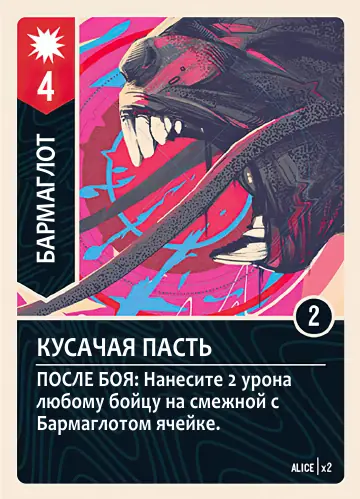 4
БАРМАГЛОТ
2
КУСАЧАЯ ПАСТЬ
ПОСЛЕ БОЯ: Нанесите 2 урона
любому бойцу на смежной с
Бармаглотом ячейке.
ALICE | x2